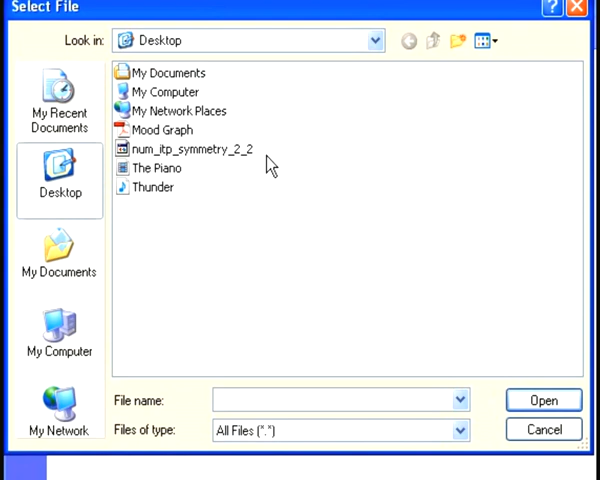 Select File
Look in: Desktop
My Recent
Documents
Desktop
My Documents
My Computer
My Network
My Documents
My Computer
My Network Places
Mood Graph
num_itp_symmetry_2_2
The Piano
Thunder
File name:
Open
Files of type: All Files (*.*)
Cancel